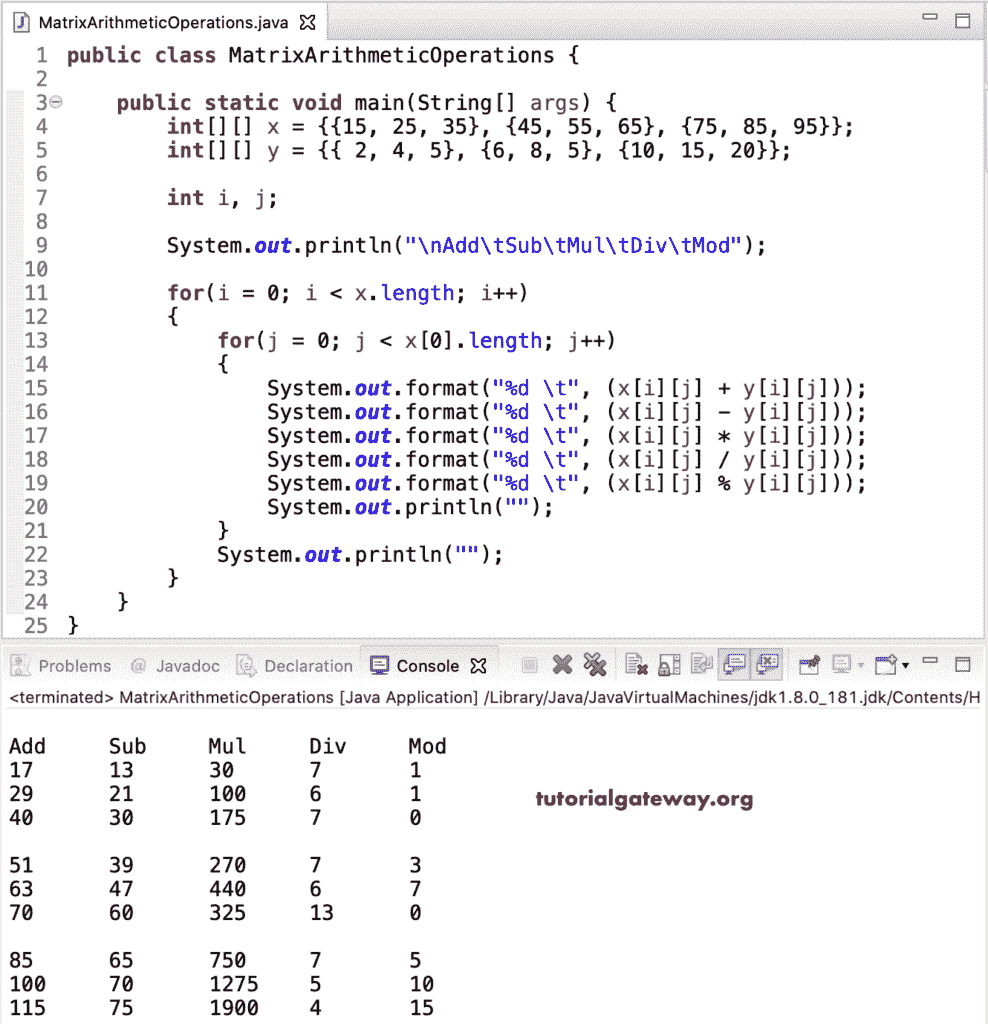 MatrixArithmeticOperations.java
1 public class MatrixArithmeticOperations {
2
3     public static void main(String[] args) {
4         int[][] x = {{15, 25, 35}, {45, 55, 65}, {75, 85, 95}};
5         int[][] y = {{ 2, 4, 5}, {6, 8, 5}, {10, 15, 20}};
6
7         int i, j;
8
9         System.out.println("\nAdd\tSub\tMul\tDiv\tMod");
10
11         for(i = 0; i < x.length; i++)
12         {
13             for(j = 0; j < x[0].length; j++)
14             {
15                 System.out.format("%d \t", (x[i][j] + y[i][j]));
16                 System.out.format("%d \t", (x[i][j] - y[i][j]));
17                 System.out.format("%d \t", (x[i][j] * y[i][j]));
18                 System.out.format("%d \t", (x[i][j] / y[i][j]));
19                 System.out.format("%d \t", (x[i][j] % y[i][j]));
20                 System.out.println("");
21             }
22             System.out.println("");
23         }
24     }
25 }
Problems @ Javadoc Declaration Console
<terminated> MatrixArithmeticOperations [Java Application] /Library/Java/JavaVirtualMachines/jdk1.8.0_181.jdk/Contents/H
Add Sub Mul Div Mod
17 13 30 7 1
29 21 100 6 1
tutorialgateway.org
40 30 175 7 0
51 39 270 7 3
63 47 440 6 7
70 60 325 13 0
85 65 750 7 5
100 70 1275 5 10
115 75 1900 4 15